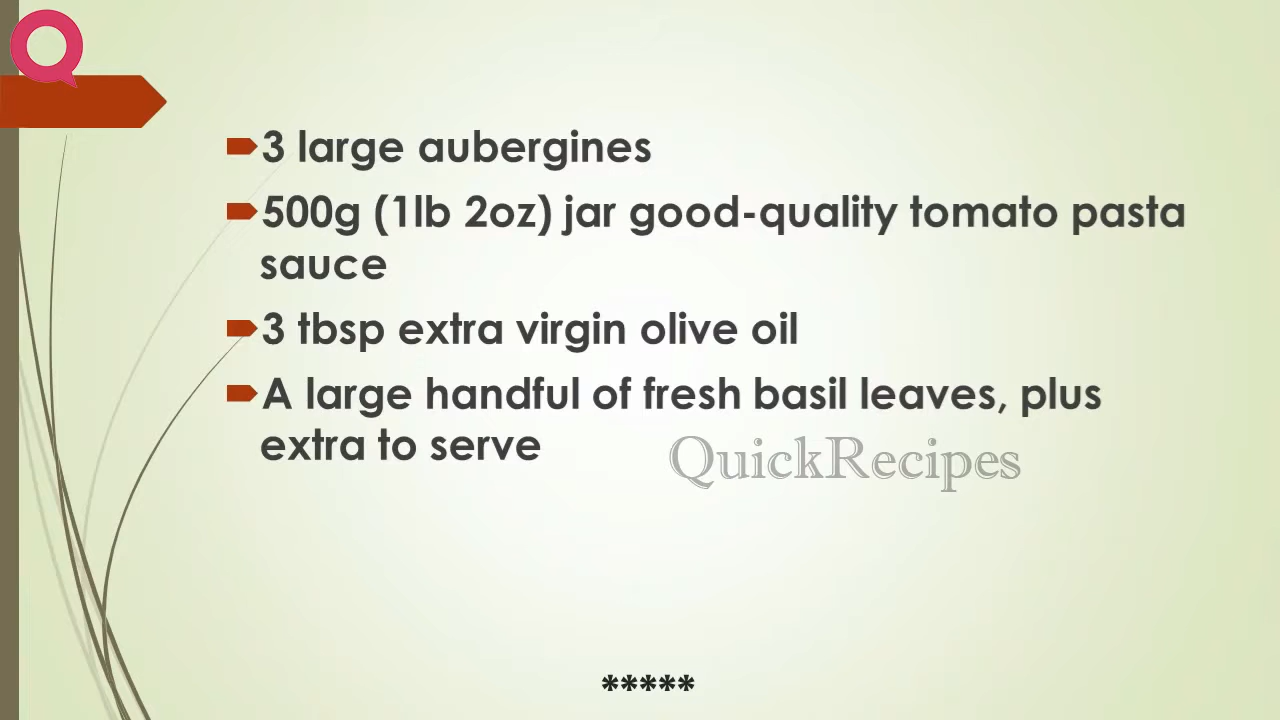 3 large aubergines
500g (1lb 2oz) jar good-quality tomato pasta
sauce
3 tbsp extra virgin olive oil
A large handful of fresh basil leaves, plus
extra to serve
QuickRecipes
*****